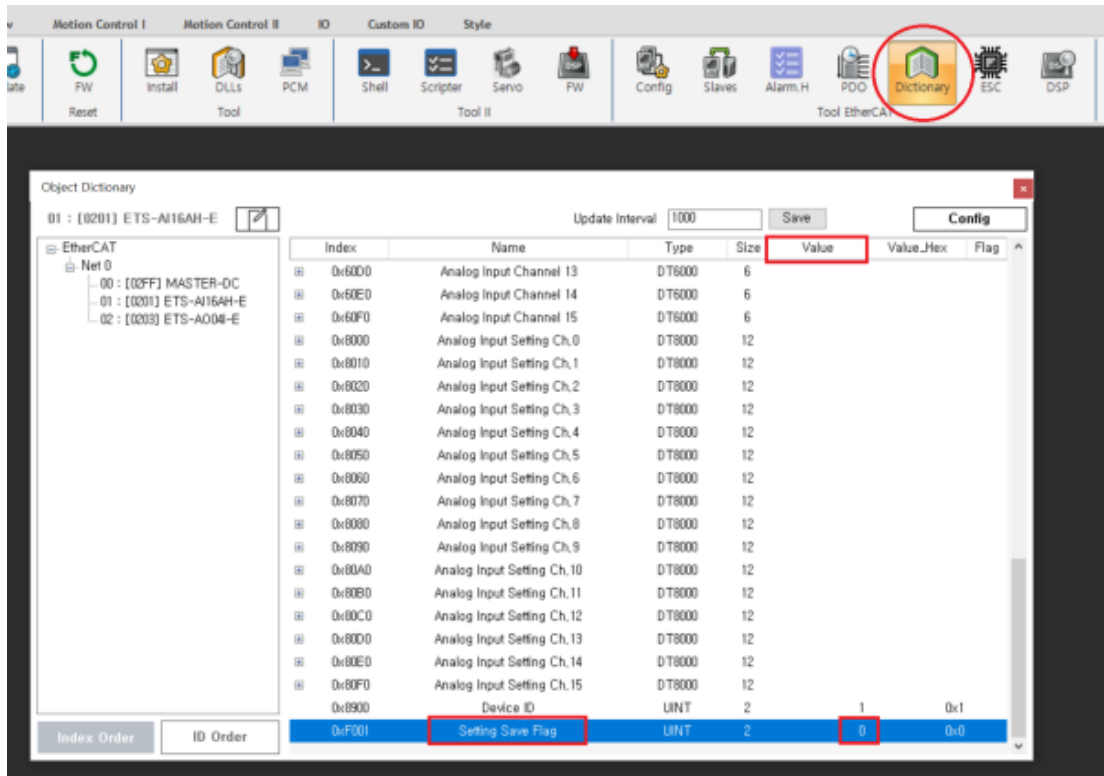 Motion Control I Motion Control II IO Custom IO Style
FW Install DLLs PCM Shell Scripter Servo FW Config Slaves Alarm.H PDO Dictionary ESC DSP
Reset Tool Tool II Tool EtherCAT
Object Dictionary
01 : [0201] ETS-AI16AH-E Update Interval 1000 Save Config
EtherCAT
Net 0
00 : [02FF] MASTER-DC
01 : [0201] ETS-AI16AH-E
02 : [0203] ETS-AO04I-E
Index Name Type Size Value Value_Hex Flag
0x60D0 Analog Input Channel 13 DT6000 6
0x60E0 Analog Input Channel 14 DT6000 6
0x60F0 Analog Input Channel 15 DT6000 6
0x8000 Analog Input Setting Ch.0 DT8000 12
0x8010 Analog Input Setting Ch.1 DT8000 12
0x8020 Analog Input Setting Ch.2 DT8000 12
0x8030 Analog Input Setting Ch.3 DT8000 12
0x8040 Analog Input Setting Ch.4 DT8000 12
0x8050 Analog Input Setting Ch.5 DT8000 12
0x8060 Analog Input Setting Ch.6 DT8000 12
0x8070 Analog Input Setting Ch.7 DT8000 12
0x8080 Analog Input Setting Ch.8 DT8000 12
0x8090 Analog Input Setting Ch.9 DT8000 12
0x80A0 Analog Input Setting Ch.10 DT8000 12
0x80B0 Analog Input Setting Ch.11 DT8000 12
0x80C0 Analog Input Setting Ch.12 DT8000 12
0x80D0 Analog Input Setting Ch.13 DT8000 12
0x80E0 Analog Input Setting Ch.14 DT8000 12
0x80F0 Analog Input Setting Ch.15 DT8000 12
0x8900 Device ID UINT 2 1 0x1
0xF001 Setting Save Flag UINT 2 0 0x0
Index Order ID Order